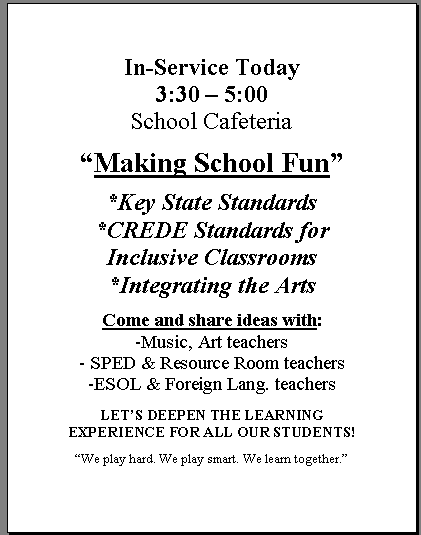 In-Service Today
3:30 – 5:00
School Cafeteria
“Making School Fun”
*Key State Standards
*CREDE Standards for
Inclusive Classrooms
*Integrating the Arts
Come and share ideas with:
-Music, Art teachers
- SPED & Resource Room teachers
-ESOL & Foreign Lang. teachers
LET’S DEEPEN THE LEARNING
EXPERIENCE FOR ALL OUR STUDENTS!
“We play hard. We play smart. We learn together.”